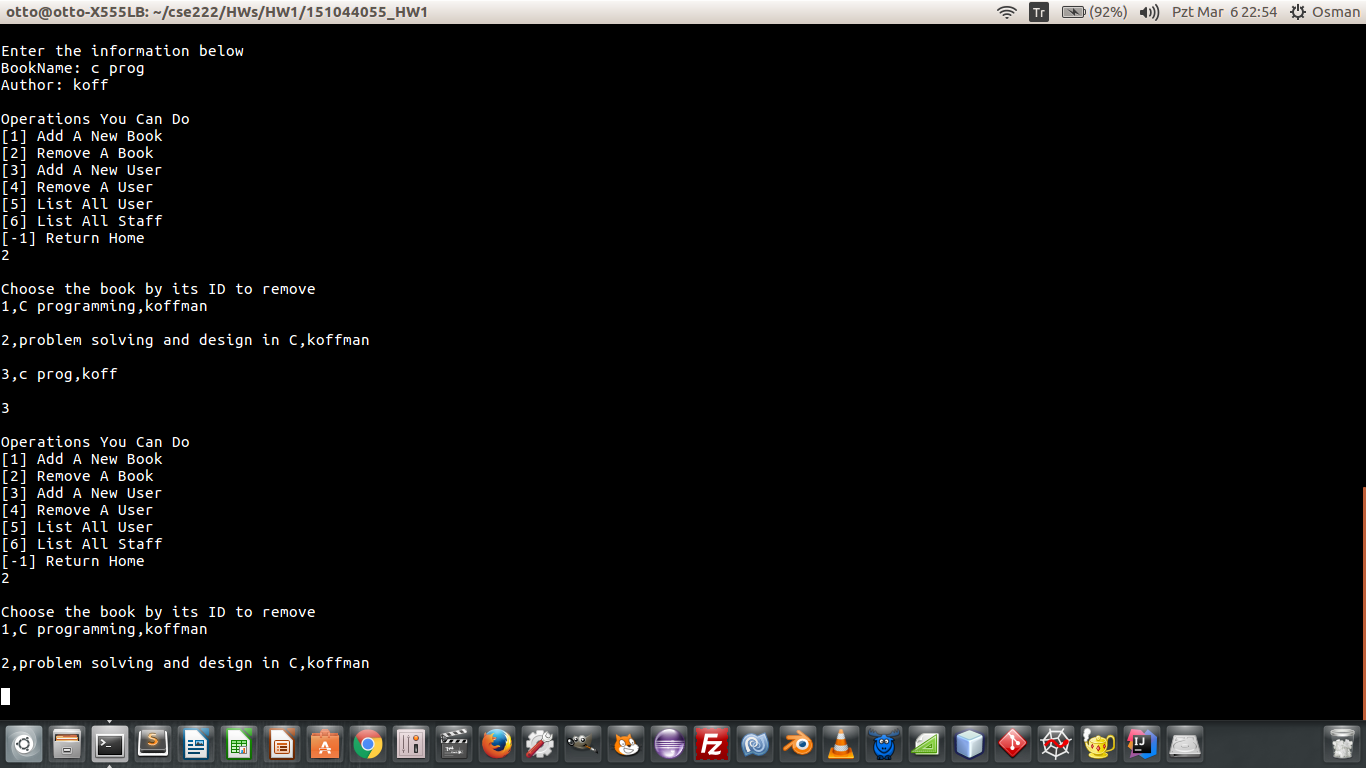 otto@otto-X555LB: ~/cse222/HWs/HW1/151044055_HW1
Tr (92%) Pzt Mar 6 22:54 Osman
Enter the information below
BookName: c prog
Author: koff
Operations You Can Do
[1] Add A New Book
[2] Remove A Book
[3] Add A New User
[4] Remove A User
[5] List All User
[6] List All Staff
[-1] Return Home
2
Choose the book by its ID to remove
1,C programming,koffman
2,problem solving and design in C,koffman
3,c prog,koff
3
Operations You Can Do
[1] Add A New Book
[2] Remove A Book
[3] Add A New User
[4] Remove A User
[5] List All User
[6] List All Staff
[-1] Return Home
2
Choose the book by its ID to remove
1,C programming,koffman
2,problem solving and design in C,koffman